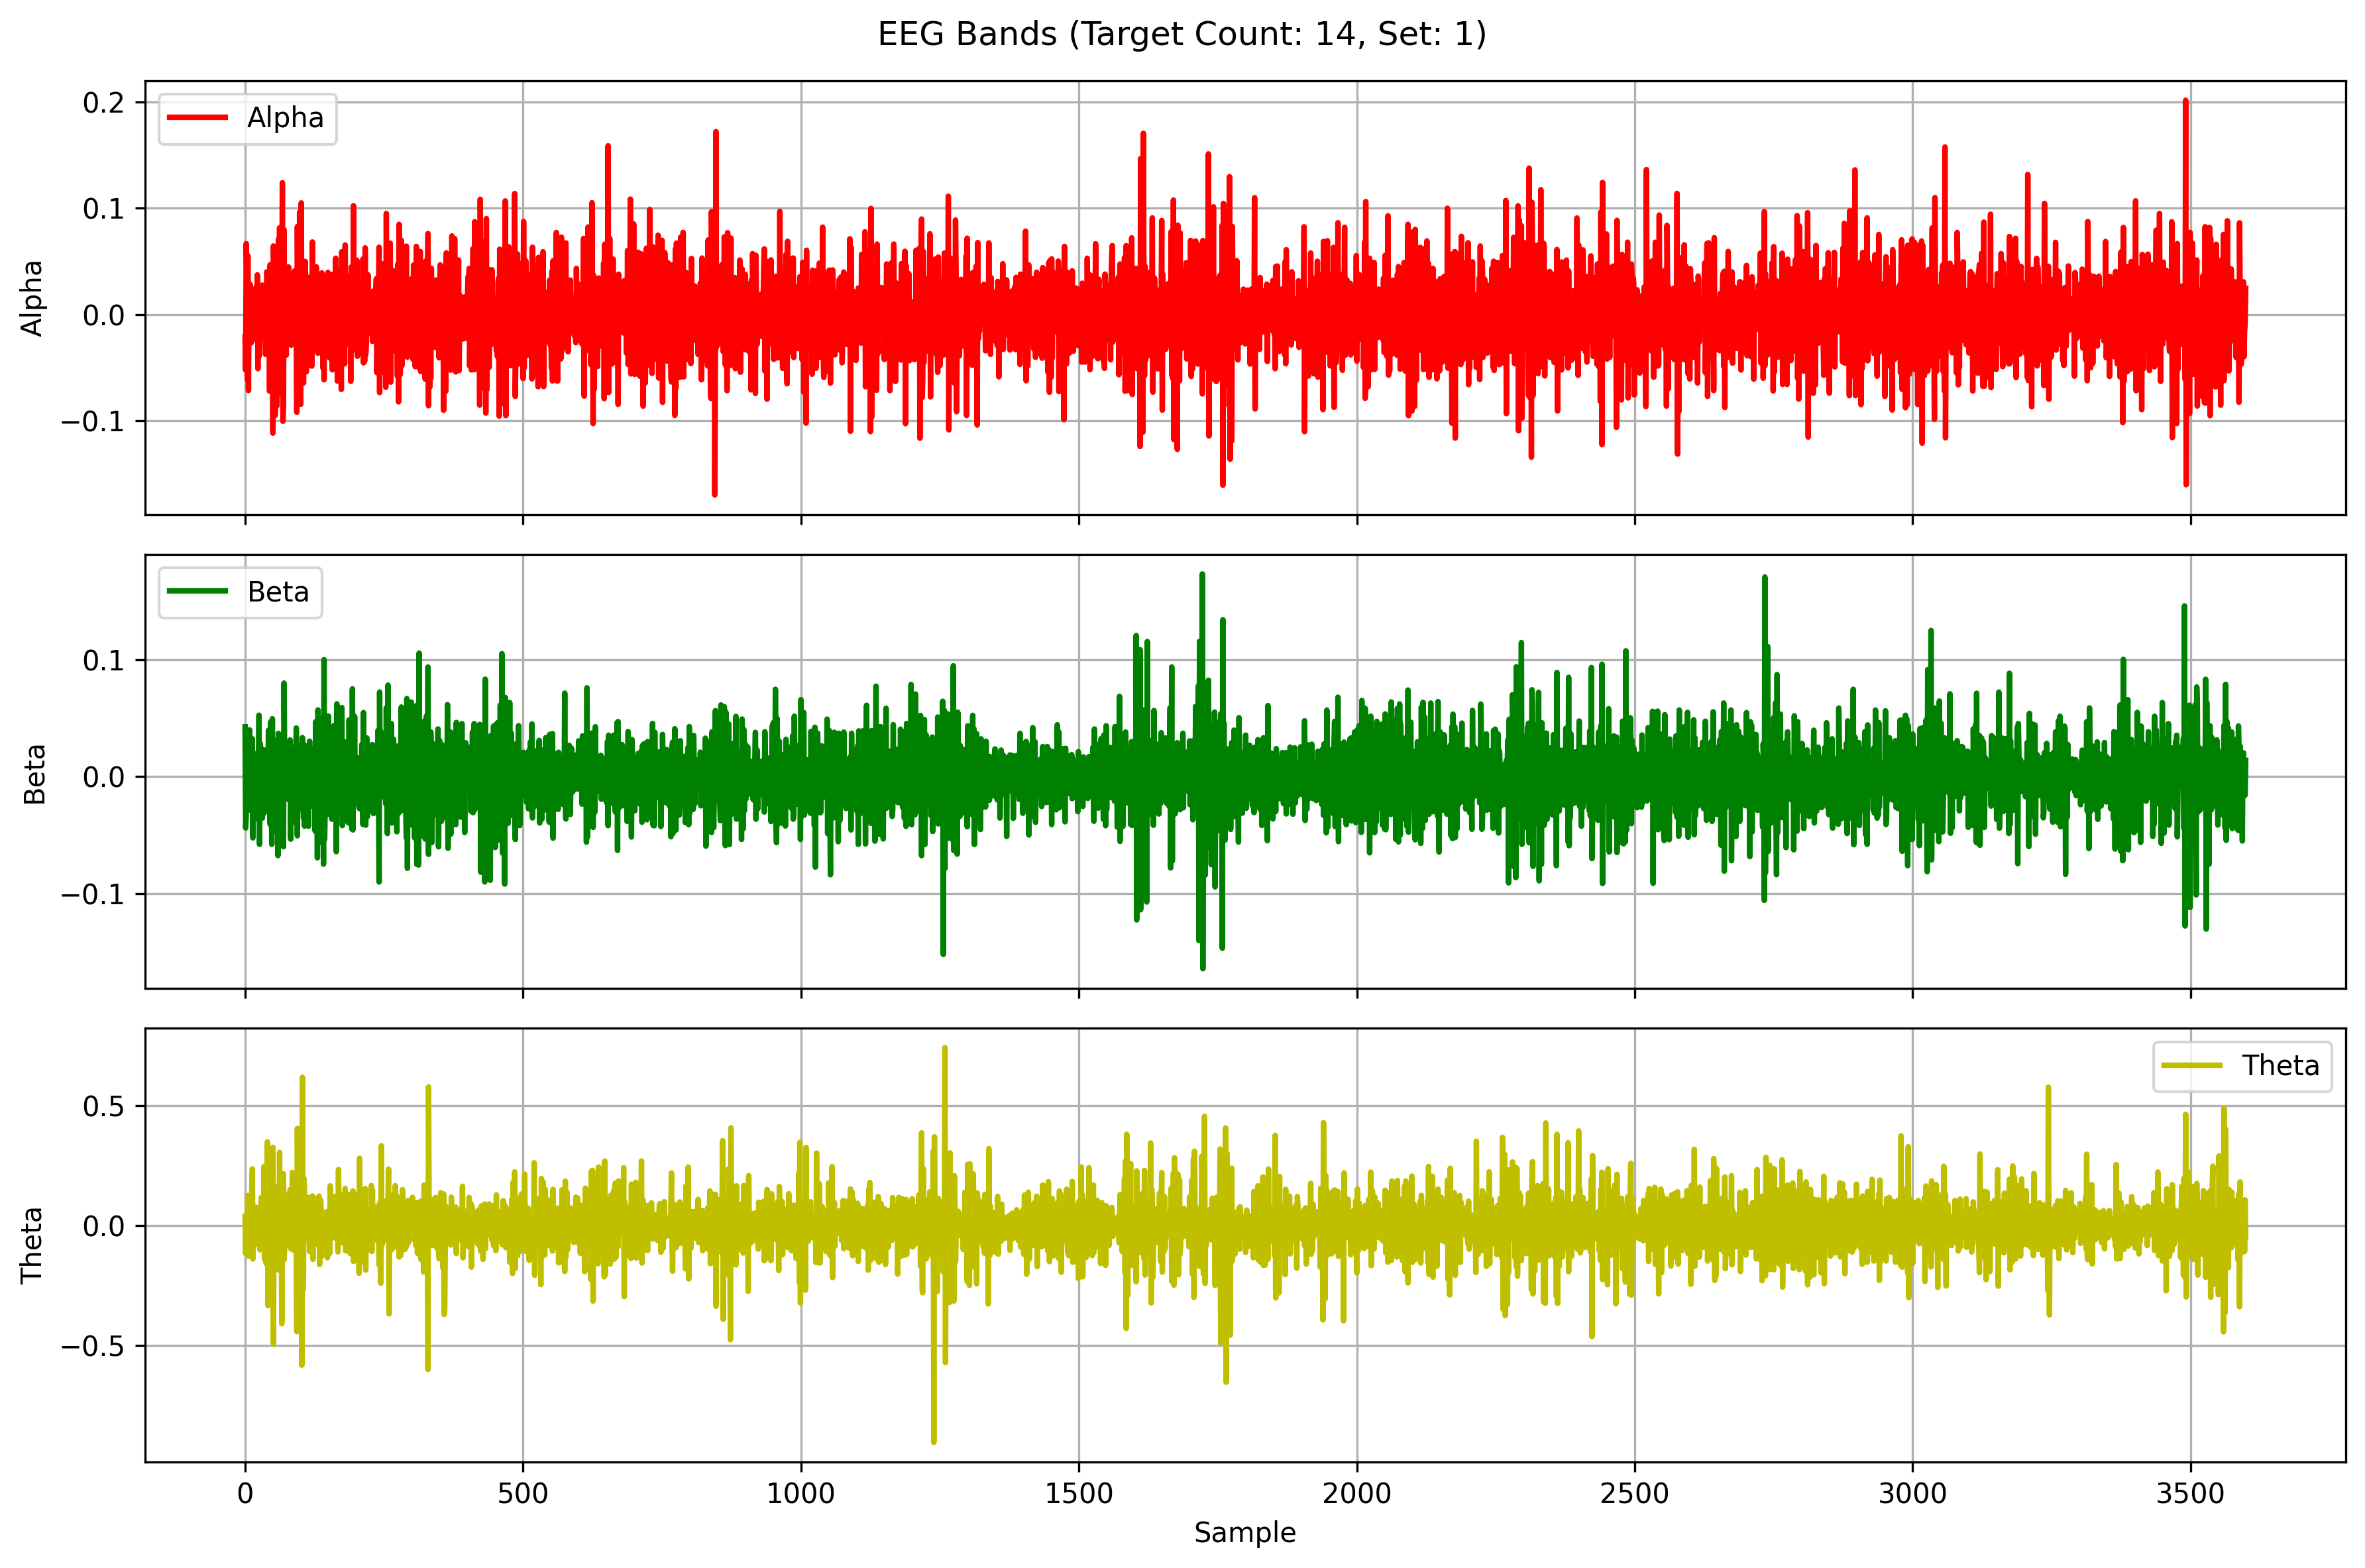 EEG Bands (Target Count: 14, Set: 1)
Alpha
0.2
0.1
0.0
−0.1
Alpha
Beta
0.1
0.0
−0.1
Beta
Theta
0.5
0.0
−0.5
Theta
0 500 1000 1500 2000 2500 3000 3500
Sample